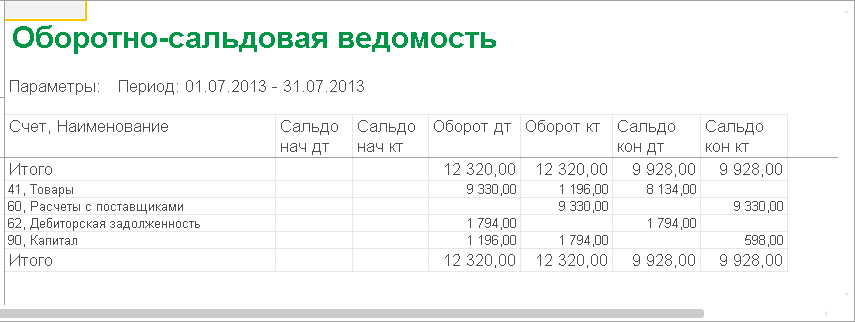 Оборотно-сальдовая ведомость
Параметры: Период: 01.07.2013 - 31.07.2013
Счет, Наименование Сальдо нач дт Сальдо нач кт Оборот дт Оборот кт Сальдо кон дт Сальдо кон кт
Итого 12 320,00 12 320,00 9 928,00 9 928,00
41, Товары 9 330,00 1 196,00 8 134,00
60, Расчеты с поставщиками 9 330,00 9 330,00
62, Дебиторская задолженность 1 794,00 1 794,00
90, Капитал 1 196,00 1 794,00 598,00
Итого 12 320,00 12 320,00 9 928,00 9 928,00